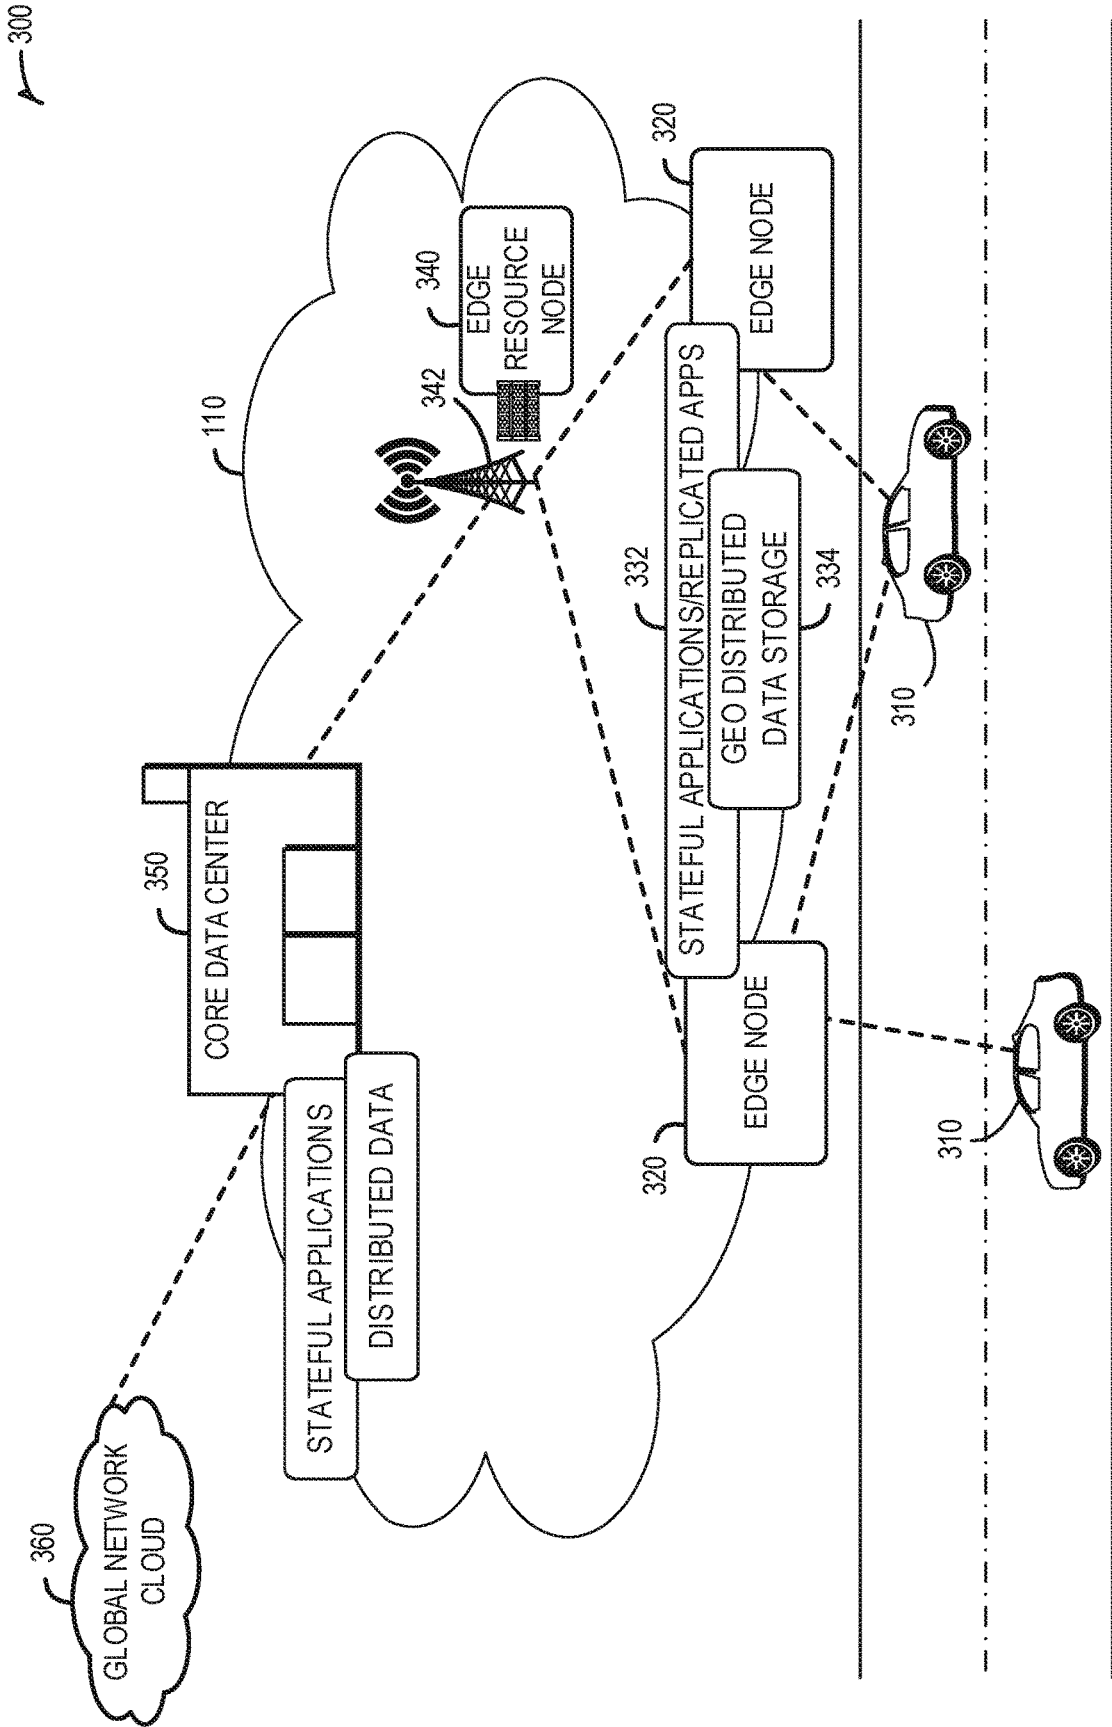 300
360
GLOBAL NETWORK
CLOUD
350
CORE DATA CENTER
STATEFUL APPLICATIONS
DISTRIBUTED DATA
110
342
340
EDGE
RESOURCE
NODE
320
EDGE NODE
332
STATEFUL APPLICATIONS/REPLICATED APPS
GEO DISTRIBUTED
DATA STORAGE
334
320
EDGE NODE
310
310